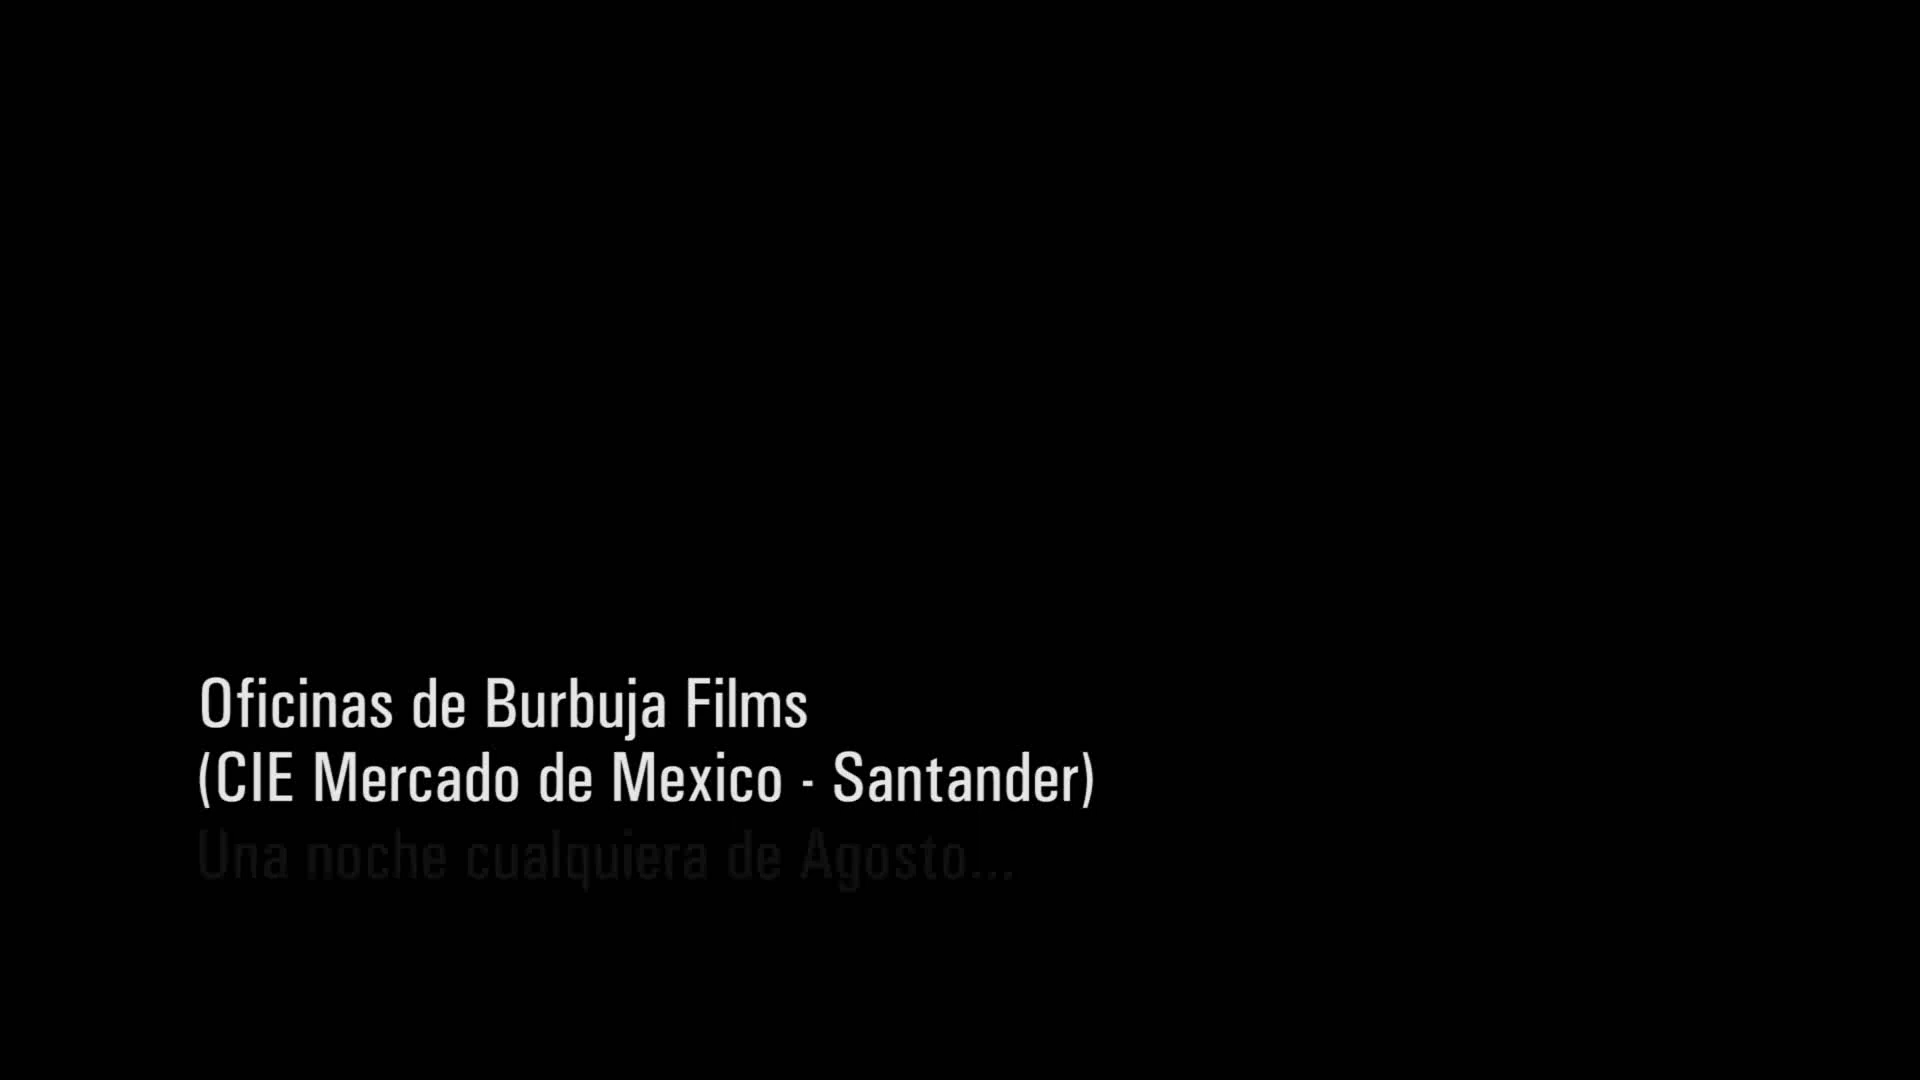 Oficinas de Burbuja Films
(CIE Mercado de Mexico - Santander)
Una noche cualquiera de Agosto...